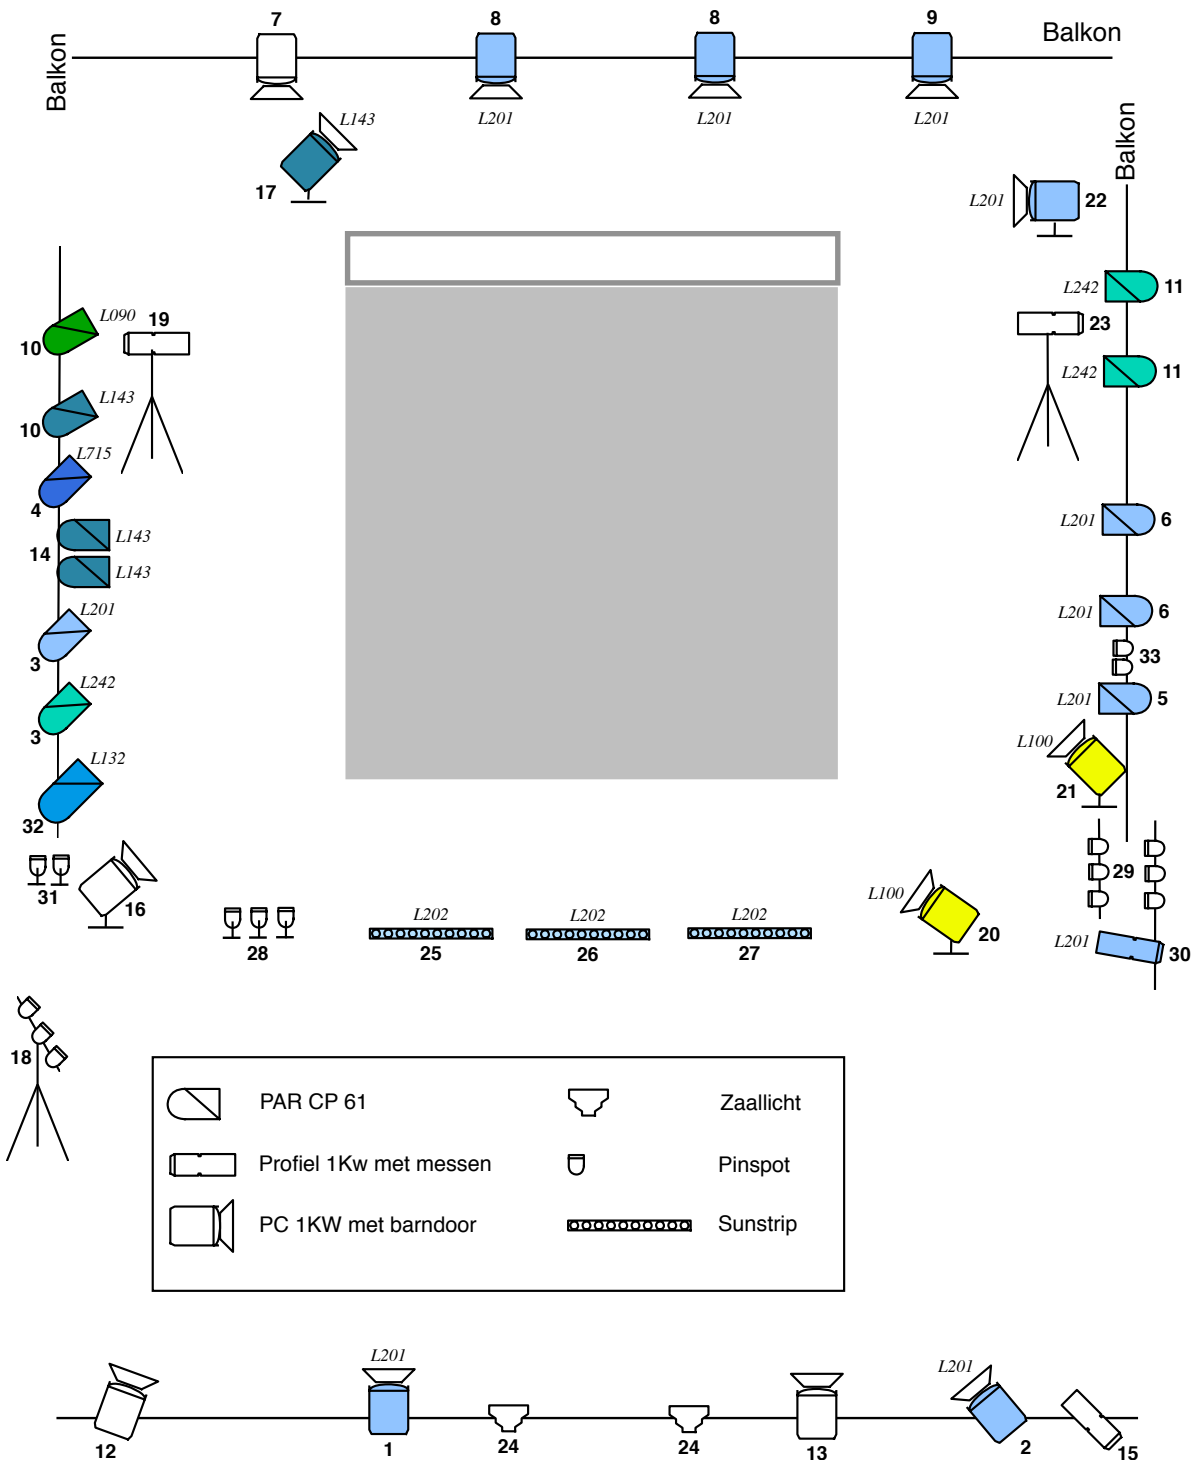 7
8
8
9
Balkon
Balkon
L201
L201
L201
L143
17
Balkon
L201
22
L090
19
10
L242
11
23
L143
10
L242
11
L715
4
L143
14
L143
L201
6
L201
3
L201
6
33
L242
3
L201
5
L132
32
L100
21
31
16
29
28
L202
25
L202
26
L202
27
L100
20
L201
30
18
PAR CP 61
Zaallicht
Profiel 1Kw met messen
Pinspot
PC 1KW met barndoor
Sunstrip
12
L201
1
24
24
13
L201
2
15